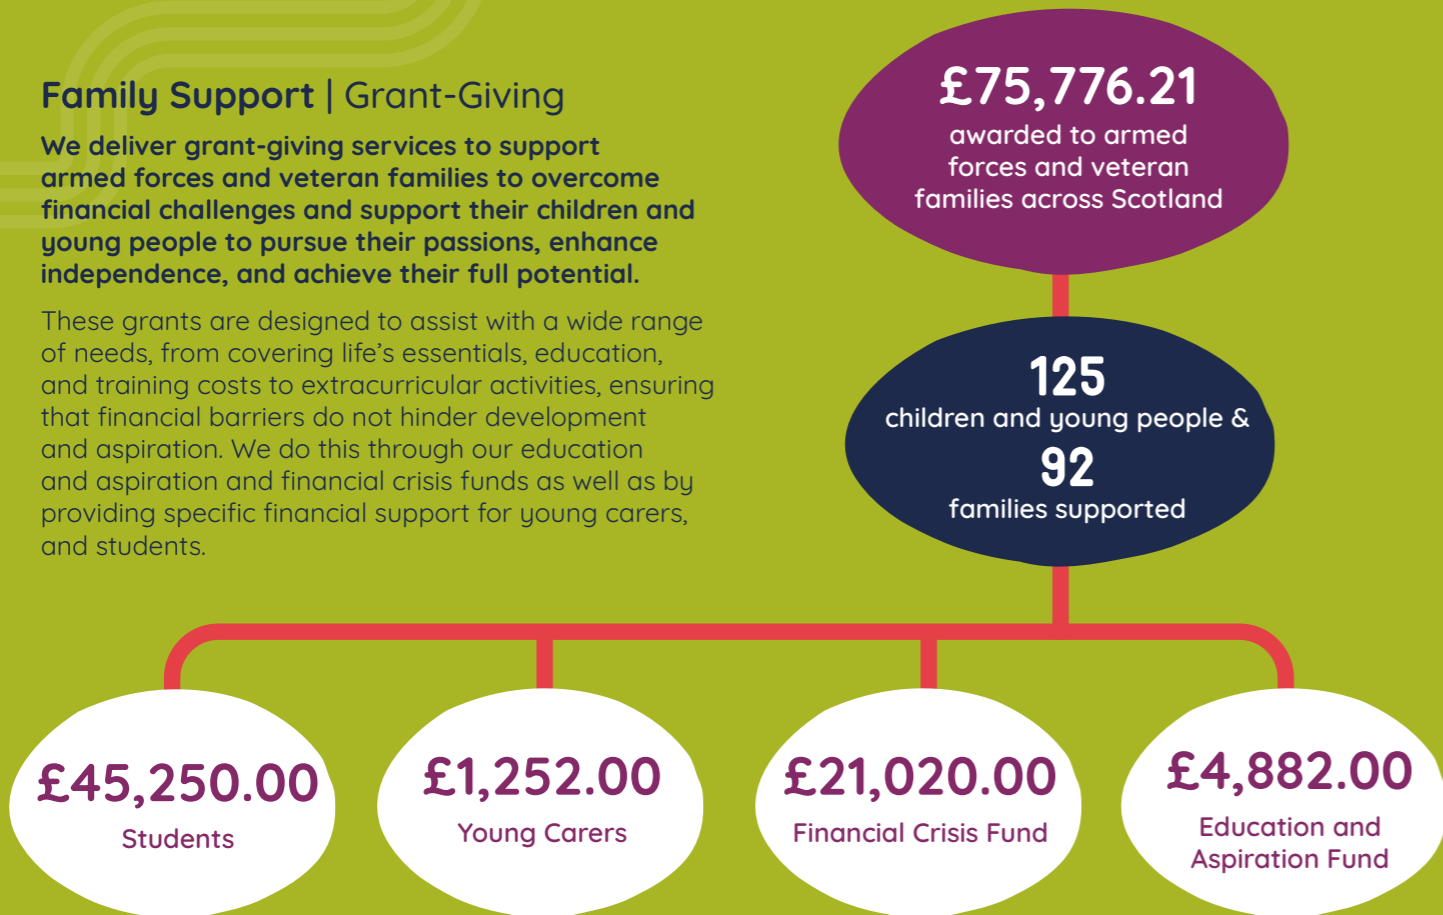 Family Support | Grant-Giving
We deliver grant-giving services to support
armed forces and veteran families to overcome
financial challenges and support their children and
young people to pursue their passions, enhance
independence, and achieve their full potential.
These grants are designed to assist with a wide range
of needs, from covering life's essentials, education,
and training costs to extracurricular activities, ensuring
that financial barriers do not hinder development
and aspiration. We do this through our education
and aspiration and financial crisis funds as well as by
providing specific financial support for young carers,
and students.
£75,776.21
awarded to armed
forces and veteran
families across Scotland
125
children and young people &
92
families supported
£45,250.00
Students
£1,252.00
Young Carers
£21,020.00
Financial Crisis Fund
£4,882.00
Education and
Aspiration Fund